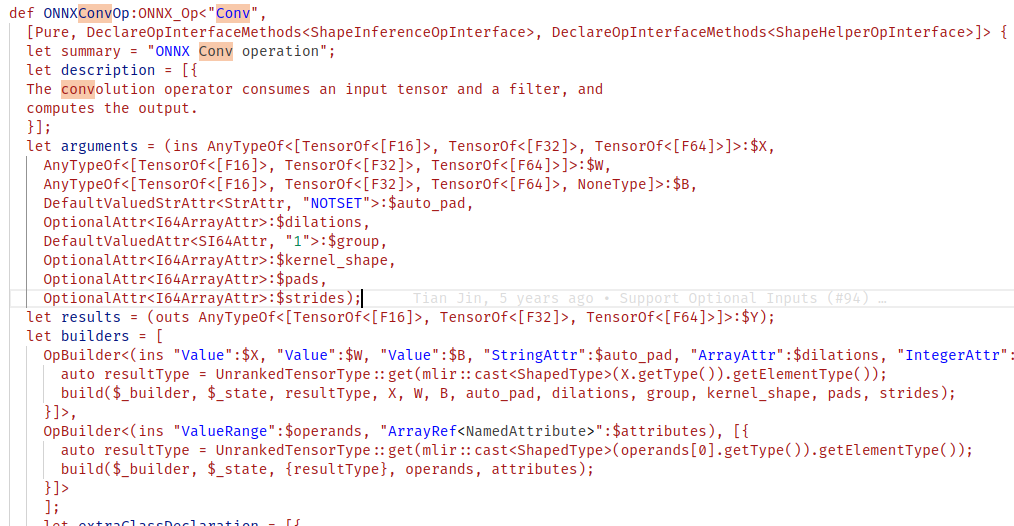 def ONNXConvOp:ONNX_Op<"Conv",
[Pure, DeclareOpInterfaceMethods<ShapeInferenceOpInterface>, DeclareOpInterfaceMethods<ShapeHelperOpInterface>]> {
let summary = "ONNX Conv operation";
let description = [{
The convolution operator consumes an input tensor and a filter, and
computes the output.
}];
let arguments = (ins AnyTypeOf<[TensorOf<[F16]>, TensorOf<[F32]>, TensorOf<[F64]>]>:$X,
AnyTypeOf<[TensorOf<[F16]>, TensorOf<[F32]>, TensorOf<[F64]>]>:$W,
AnyTypeOf<[TensorOf<[F16]>, TensorOf<[F32]>, TensorOf<[F64]>, NoneType]>:$B,
DefaultValuedStrAttr<StrAttr, "NOTSET">:$auto_pad,
OptionalAttr<I64ArrayAttr>:$dilations,
DefaultValuedAttr<SI64Attr, "1">:$group,
OptionalAttr<I64ArrayAttr>:$kernel_shape,
OptionalAttr<I64ArrayAttr>:$pads,
OptionalAttr<I64ArrayAttr>:$strides); Tian Jin, 5 years ago • Support Optional Inputs (#94) …
let results = (outs AnyTypeOf<[TensorOf<[F16]>, TensorOf<[F32]>, TensorOf<[F64]>]>:$Y);
let builders = [
OpBuilder<(ins "Value":$X, "Value":$W, "Value":$B, "StringAttr":$auto_pad, "ArrayAttr":$dilations, "IntegerAttr":
auto resultType = UnrankedTensorType::get(mlir::cast<ShapedType>(X.getType()).getElementType());
build($_builder, $_state, resultType, X, W, B, auto_pad, dilations, group, kernel_shape, pads, strides);
}]>,
OpBuilder<(ins "ValueRange":$operands, "ArrayRef<NamedAttribute>":$attributes), [{
auto resultType = UnrankedTensorType::get(mlir::cast<ShapedType>(operands[0].getType()).getElementType());
build($_builder, $_state, {resultType}, operands, attributes);
}]>
];
let extraClassDeclaration = [{